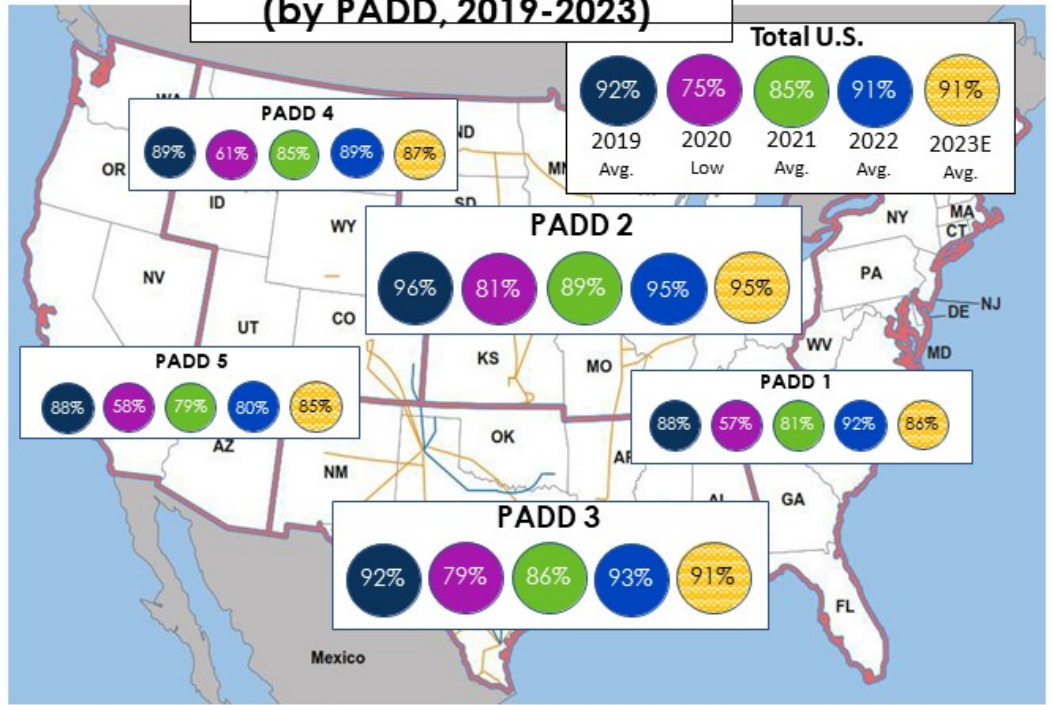 (by PADD, 2019-2023)
Total U.S.
92% 75% 85% 91% 91%
2019 2020 2021 2022 2023E
Avg. Low Avg. Avg. Avg.
PADD 4
89% 61% 85% 89% 87%
PADD 2
96% 81% 89% 95% 95%
PADD 5
88% 58% 79% 80% 85%
PADD 1
88% 57% 81% 92% 86%
PADD 3
92% 79% 86% 93% 91%
WA
ND
OR
MN
ID
SD
WY
NY
MA
CT
NV
PA
NJ
DE
UT
CO
WV
MD
KS
MO
AZ
OK
NM
AR
AL
GA
FL
Mexico